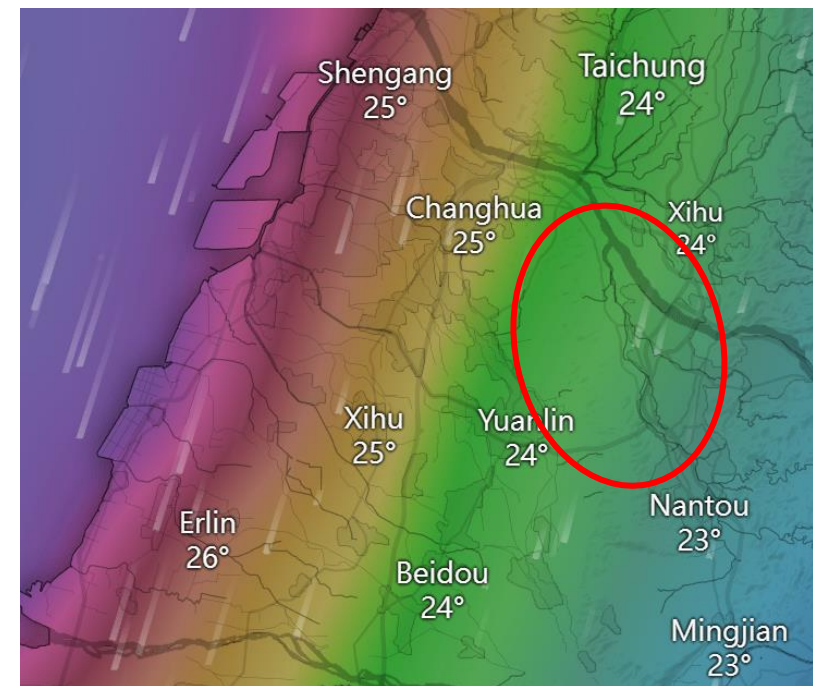 Shengang
25°
Taichung
24°
Changhua
25°
Xihu
24°
Xihu
25°
Yuanlin
24°
Nantou
23°
Erlin
26°
Beidou
24°
Mingjian
23°